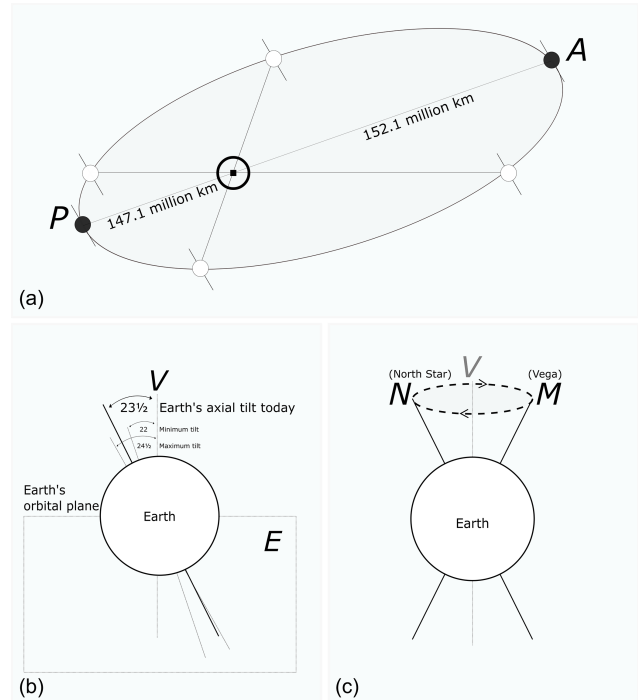 A
152.1 million km
147.1 million km
P
(a)
V
23½ Earth's axial tilt today
22 Minimum tilt
24½ Maximum tilt
Earth's
orbital plane
Earth
E
(b)
V
(North Star) (Vega)
N M
Earth
(c)